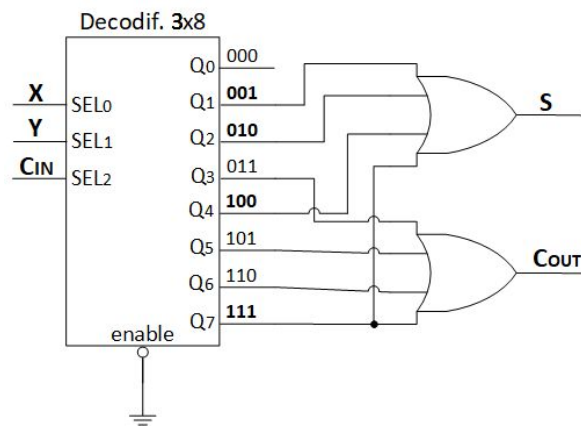 Decodif. 3x8
Q0 000
X SEL0 Q1 001 S
Y SEL1 Q2 010
CIN SEL2 Q3 011
Q4 100
Q5 101 COUT
Q6 110
Q7 111
enable